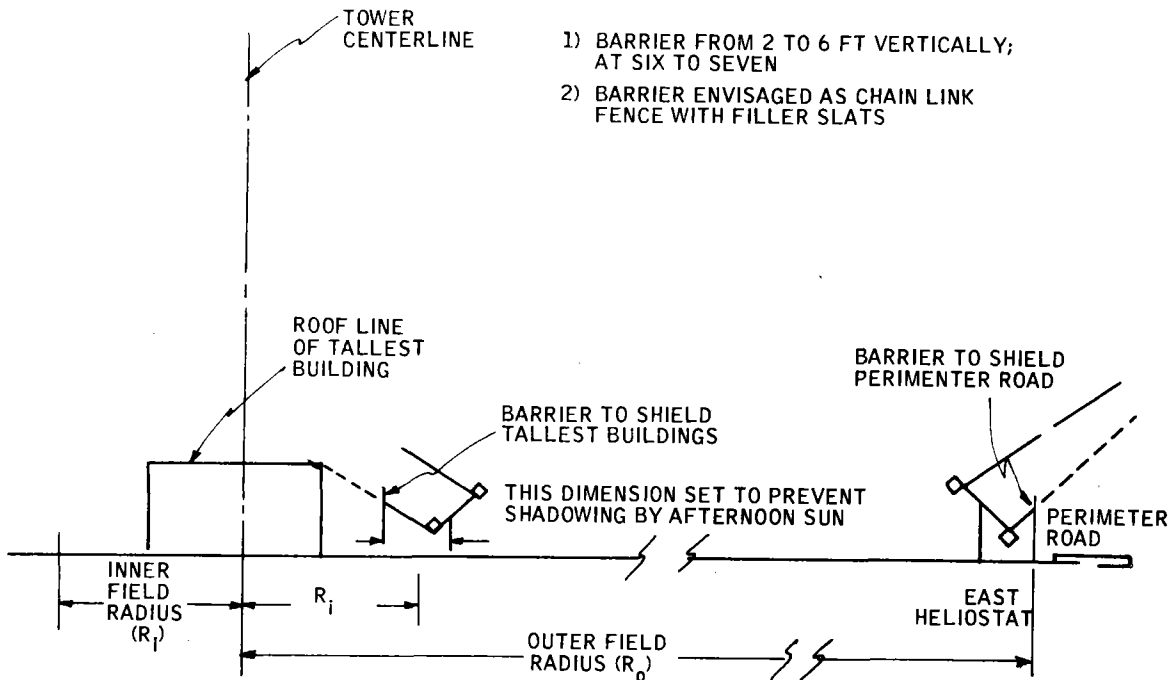 TOWER
CENTERLINE
1) BARRIER FROM 2 TO 6 FT VERTICALLY;
AT SIX TO SEVEN
2) BARRIER ENVISAGED AS CHAIN LINK
FENCE WITH FILLER SLATS
ROOF LINE
OF TALLEST
BUILDING
BARRIER TO SHIELD
TALLEST BUILDINGS
BARRIER TO SHIELD
PERIMENTER ROAD
THIS DIMENSION SET TO PREVENT
SHADOWING BY AFTERNOON SUN
PERIMETER
ROAD
INNER
FIELD
RADIUS
(RI)
Ri
EAST
HELIOSTAT
OUTER FIELD
RADIUS (Ro)